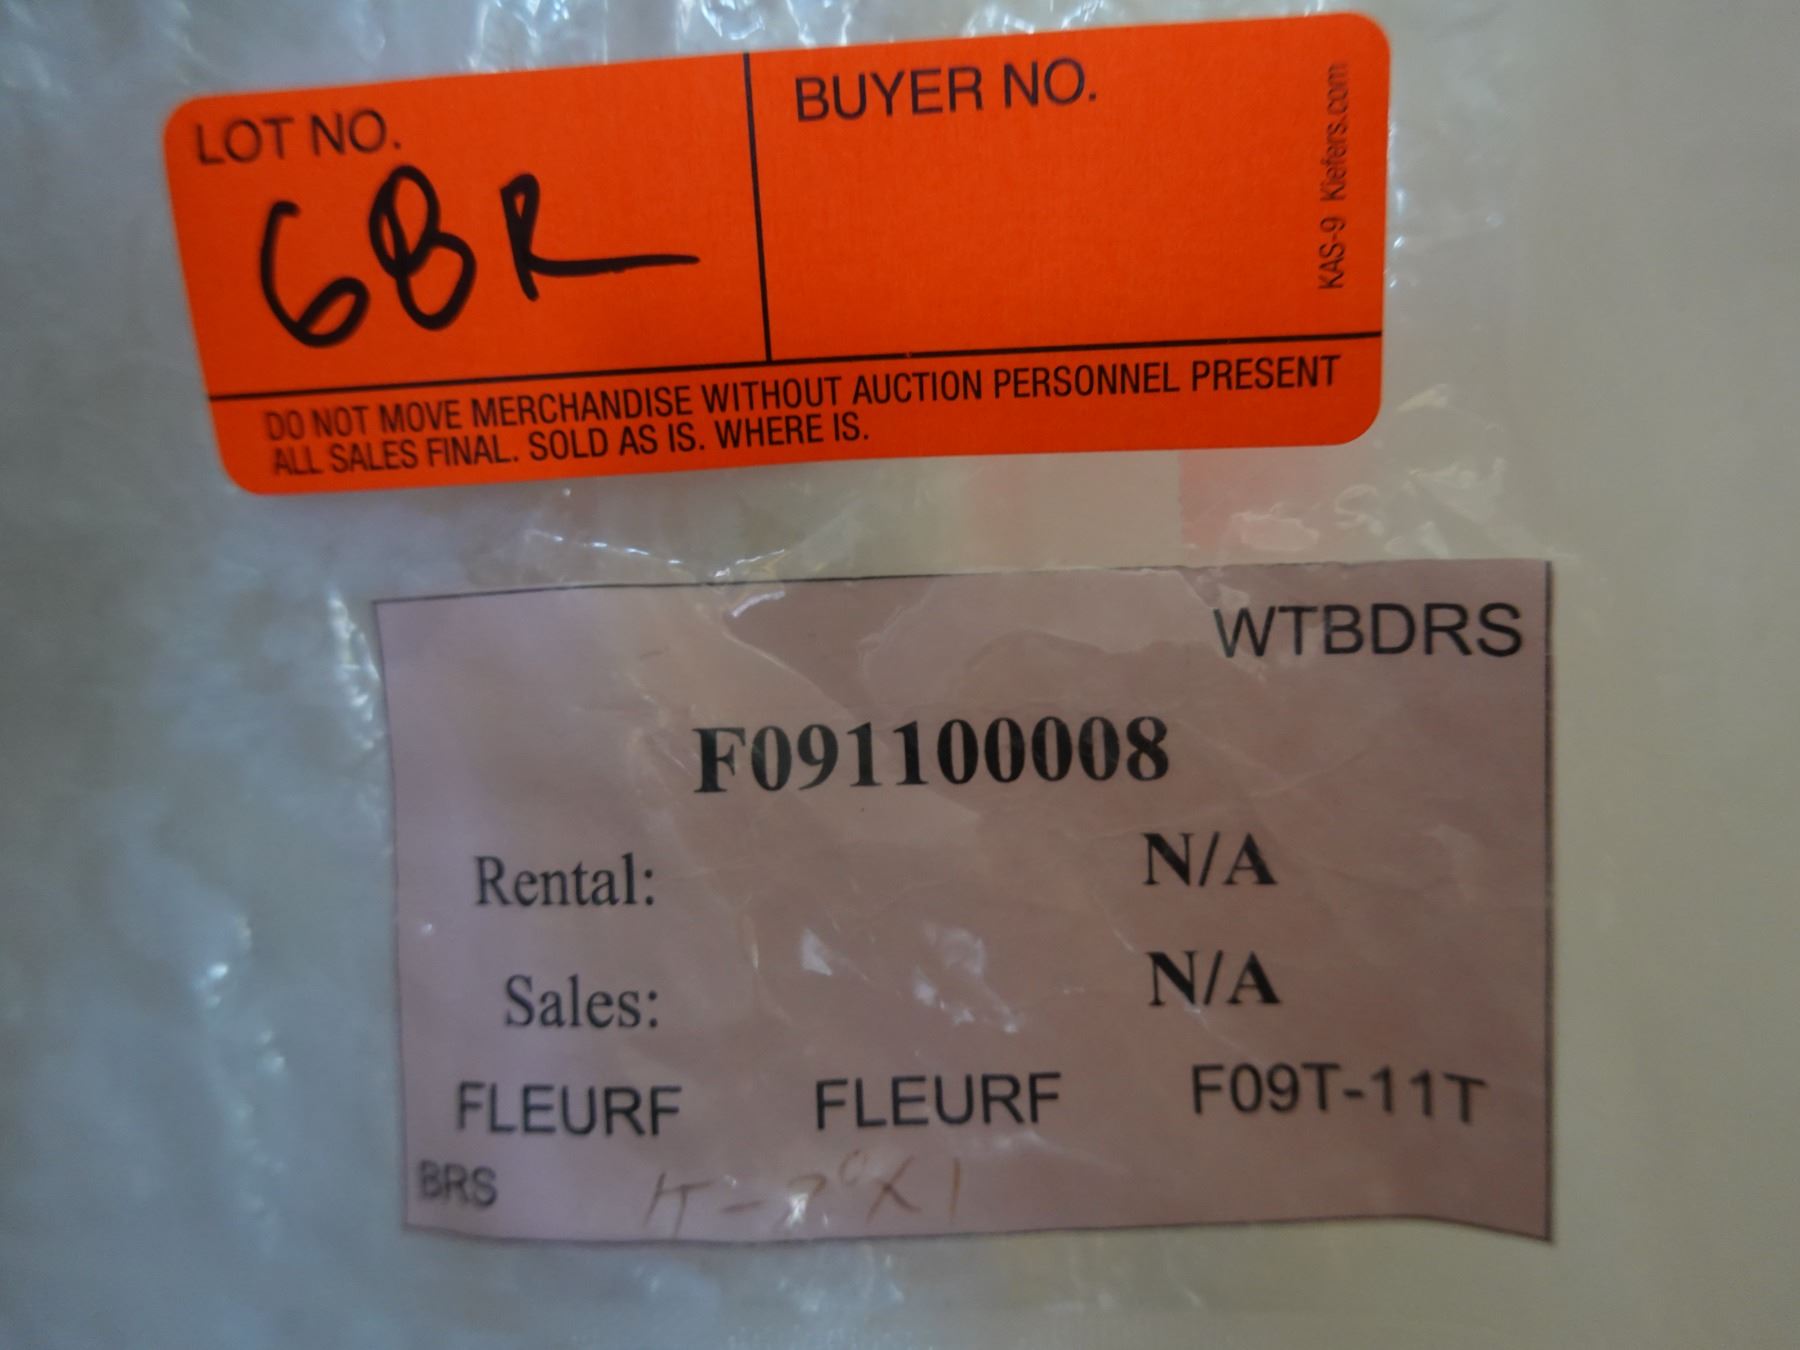 LOT NO.
BUYER NO.
68R
KAS-9 Kiefers.com
DO NOT MOVE MERCHANDISE WITHOUT AUCTION PERSONNEL PRESENT
ALL SALES FINAL. SOLD AS IS. WHERE IS.
WTBDRS
F091100008
Rental: N/A
Sales: N/A
FLEURF FLEURF F09T-11T
BRS